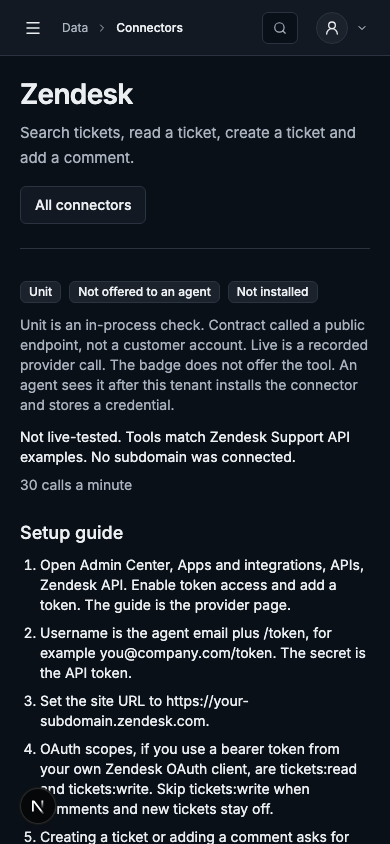 Data > Connectors
Zendesk
Search tickets, read a ticket, create a ticket and
add a comment.
All connectors
Unit Not offered to an agent Not installed
Unit is an in-process check. Contract called a public
endpoint, not a customer account. Live is a recorded
provider call. The badge does not offer the tool. An
agent sees it after this tenant installs the connector
and stores a credential.
Not live-tested. Tools match Zendesk Support API
examples. No subdomain was connected.
30 calls a minute
Setup guide
1. Open Admin Center, Apps and integrations, APIs,
Zendesk API. Enable token access and add a
token. The guide is the provider page.
2. Username is the agent email plus /token, for
example you@company.com/token. The secret is
the API token.
3. Set the site URL to https://your-
subdomain.zendesk.com.
4. OAuth scopes, if you use a bearer token from
your own Zendesk OAuth client, are tickets:read
and tickets:write. Skip tickets:write when
comments and new tickets stay off.
N
5. Creating a ticket or adding a comment asks for